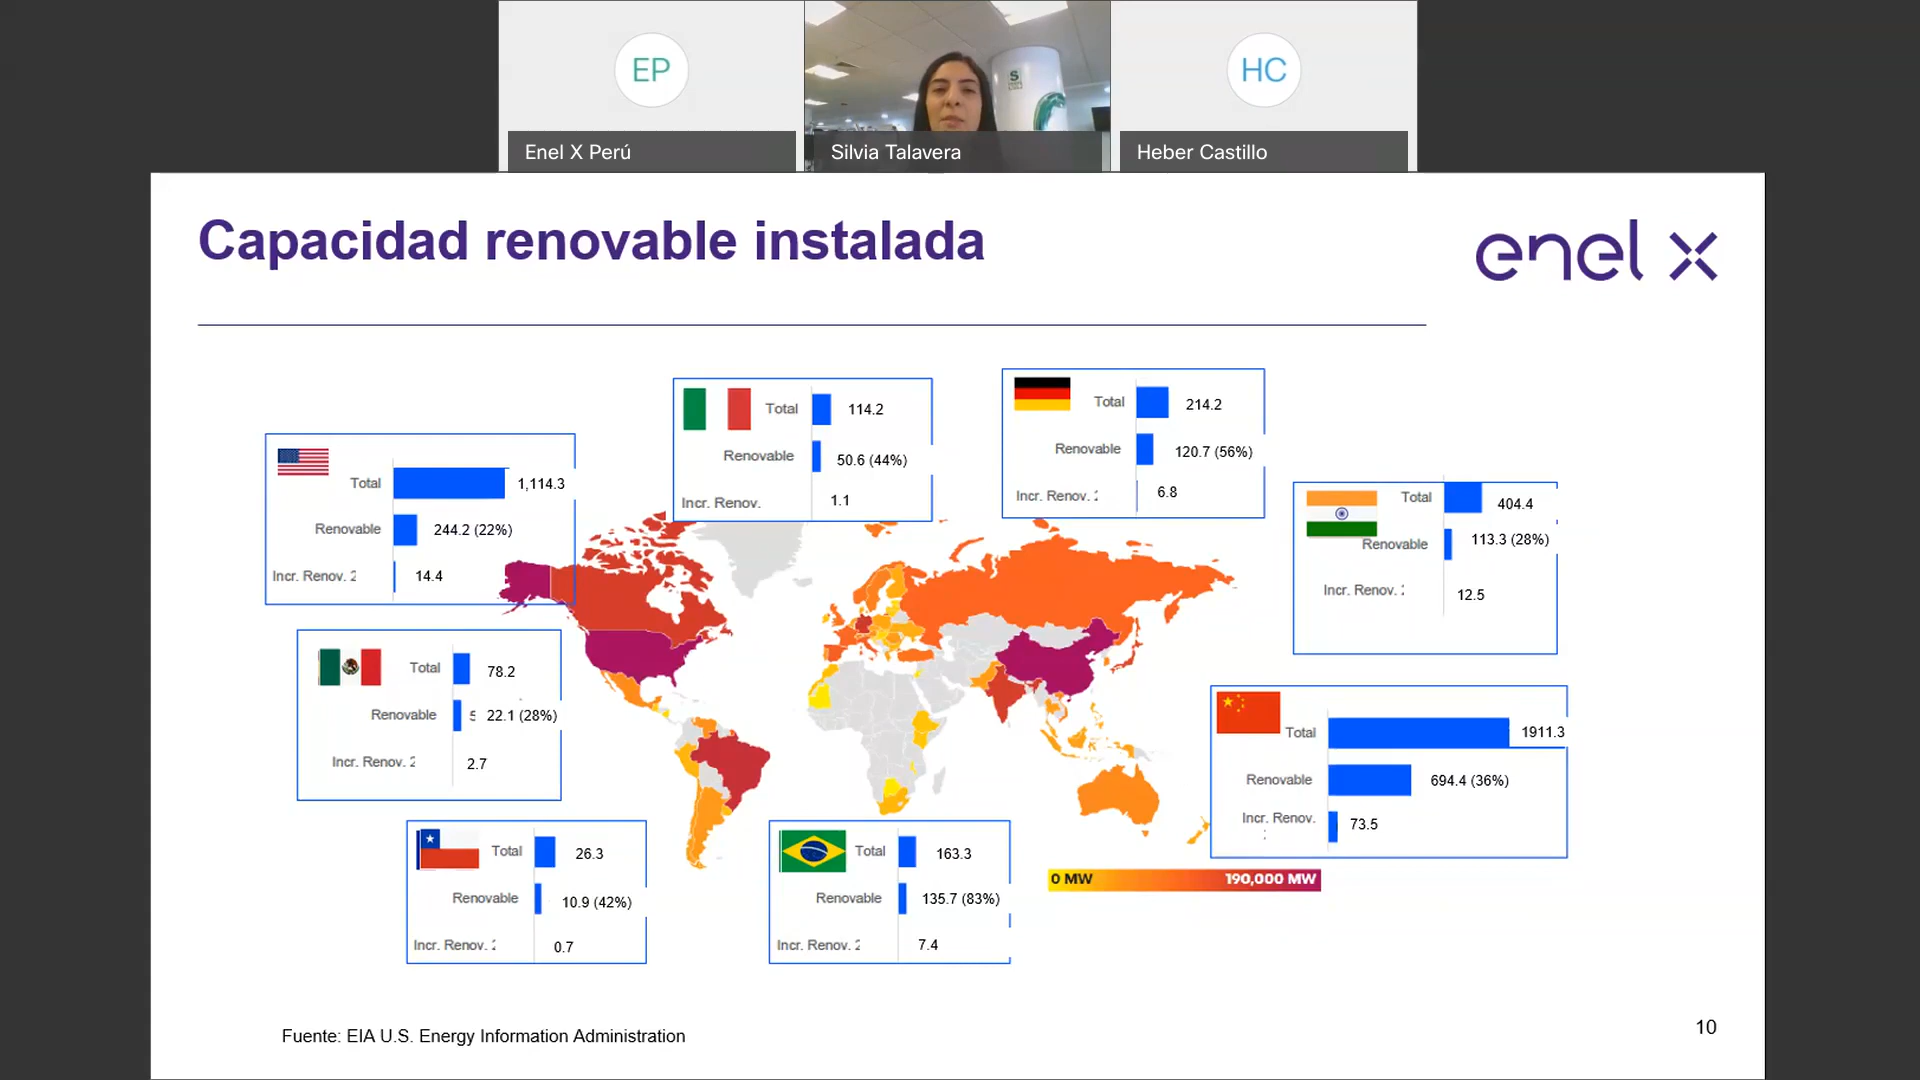 EP
HC
Enel X Perú
Silvia Talavera
Heber Castillo
Capacidad renovable instalada
enel x
Total 1,114.3
Renovable 244.2 (22%)
Incr. Renov. 2 14.4
Total 114.2
Renovable 50.6 (44%)
Incr. Renov. 1.1
Total 214.2
Renovable 120.7 (56%)
Incr. Renov. 6.8
Total 404.4
Renovable 113.3 (28%)
Incr. Renov. 12.5
Total 78.2
Renovable 22.1 (28%)
Incr. Renov. 2 2.7
Total 1911.3
Renovable 694.4 (36%)
Incr. Renov. 73.5
Total 26.3
Renovable 10.9 (42%)
Incr. Renov. 0.7
Total 163.3
Renovable 135.7 (83%)
Incr. Renov. 2 7.4
0 MW 190,000 MW
Fuente: EIA U.S. Energy Information Administration
10